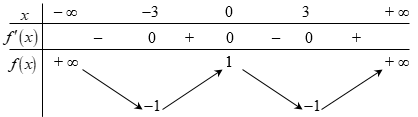 x −∞ −3 0 3 +∞
f′(x) − 0 + 0 − 0 +
f(x) +∞ 1 +∞
−1 −1